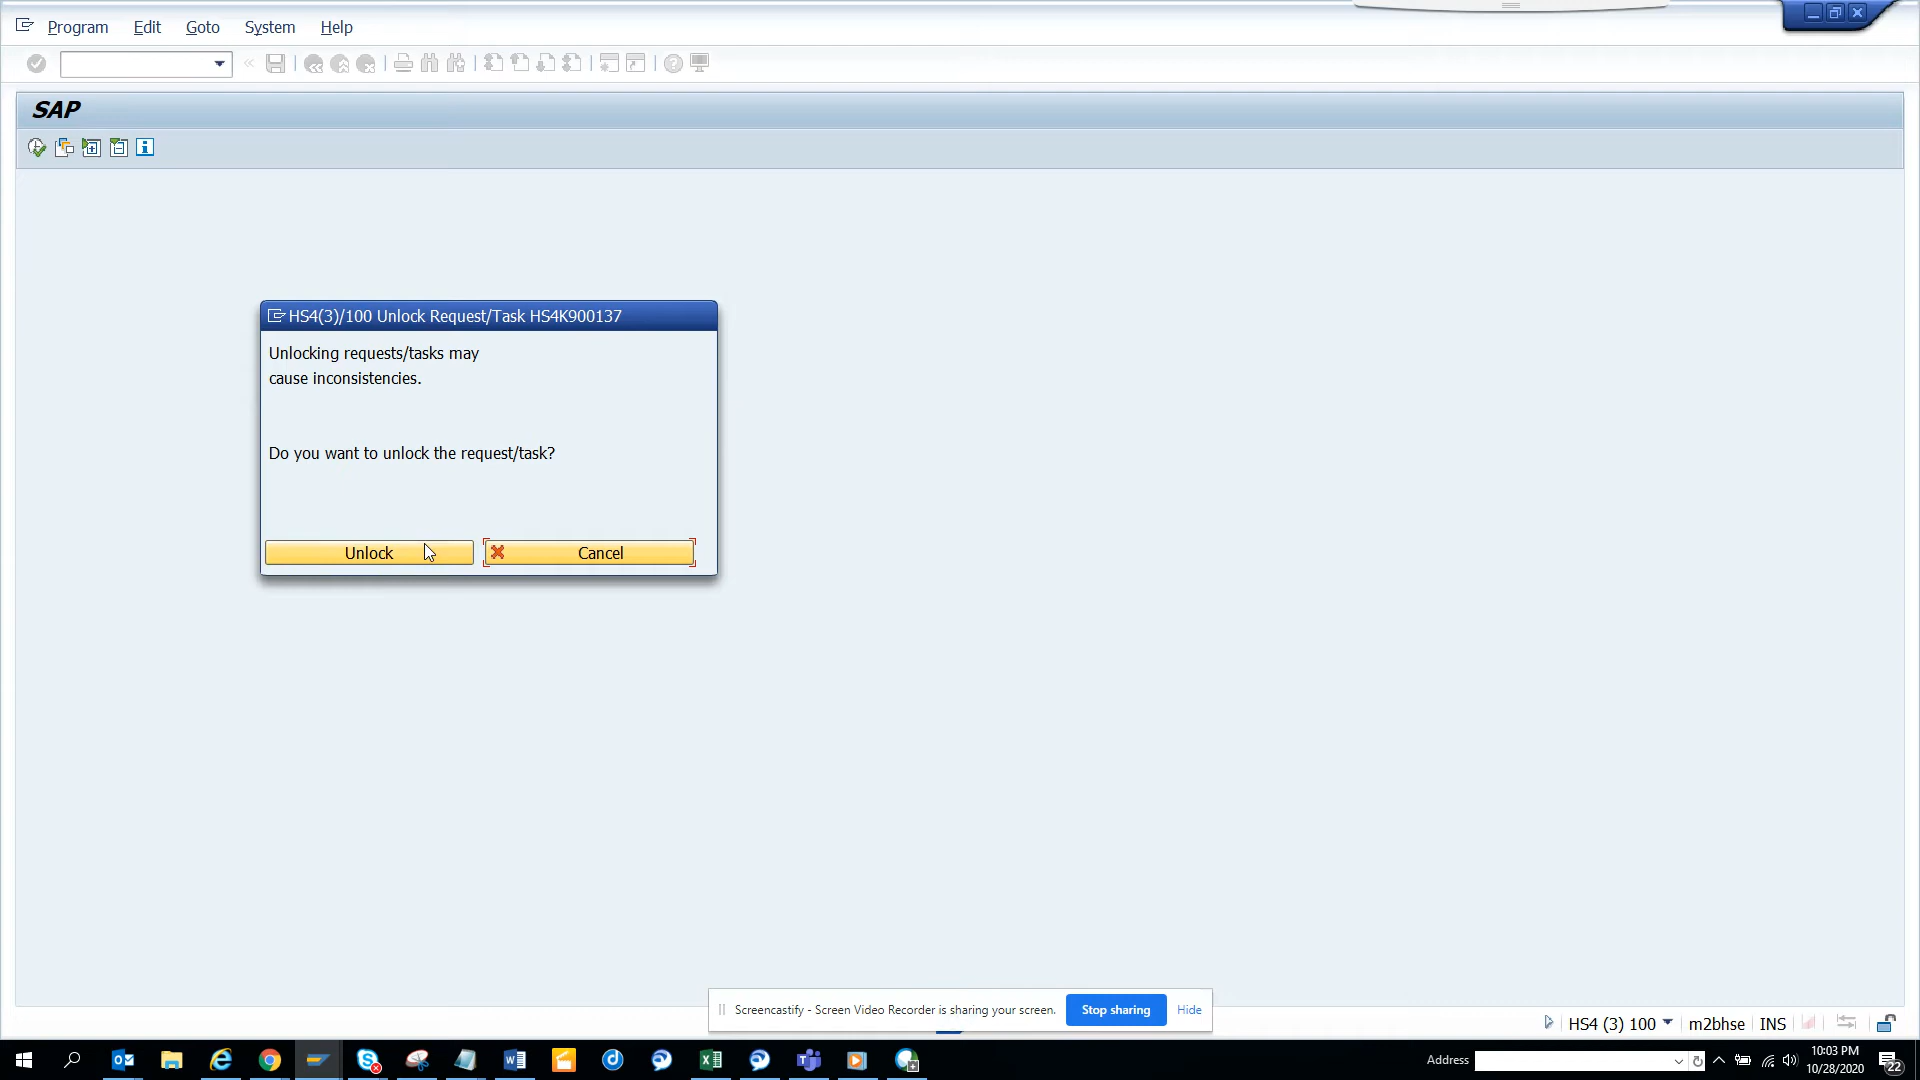 Program Edit Goto System Help
SAP
HS4(3)/100 Unlock Request/Task HS4K900137
Unlocking requests/tasks may
cause inconsistencies.
Do you want to unlock the request/task?
Unlock Cancel
Screencastify - Screen Video Recorder is sharing your screen. Stop sharing Hide
HS4 (3) 100 m2bhse INS
Address
10:03 PM
10/28/2020
22